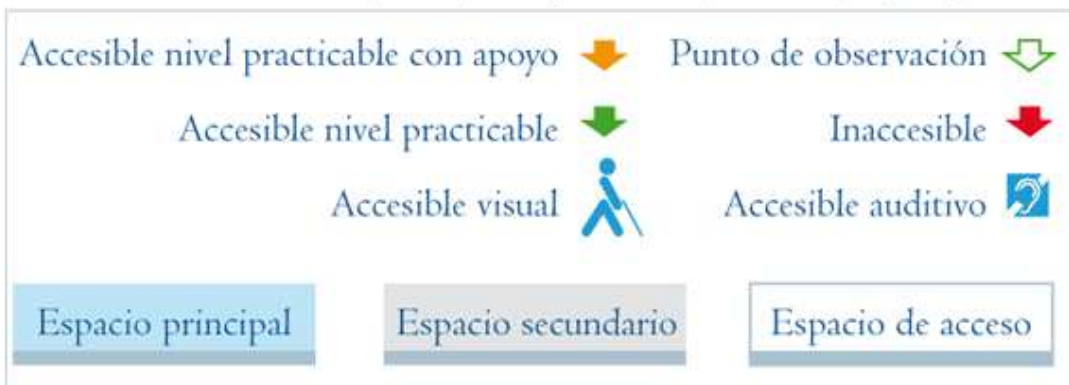 Accesible nivel practicable con apoyo
Punto de observación
Accesible nivel practicable
Inaccesible
Accesible visual
Accesible auditivo
Espacio principal
Espacio secundario
Espacio de acceso